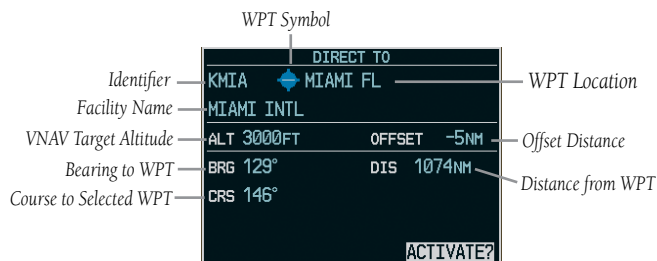 WPT Symbol
DIRECT TO
Identifier KMIA MIAMI FL WPT Location
Facility Name MIAMI INTL
VNAV Target Altitude ALT 3000FT OFFSET -5NM Offset Distance
Bearing to WPT BRG 129° DIS 1074NM Distance from WPT
Course to Selected WPT CRS 146°
ACTIVATE?